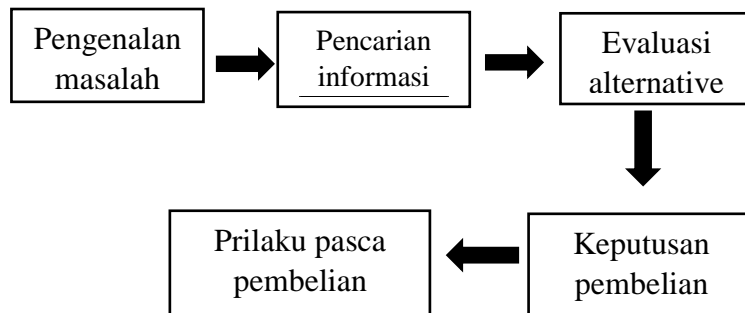 Pengenalan
masalah
Pencarian
informasi
Evaluasi
alternative
Keputusan
pembelian
Prilaku pasca
pembelian